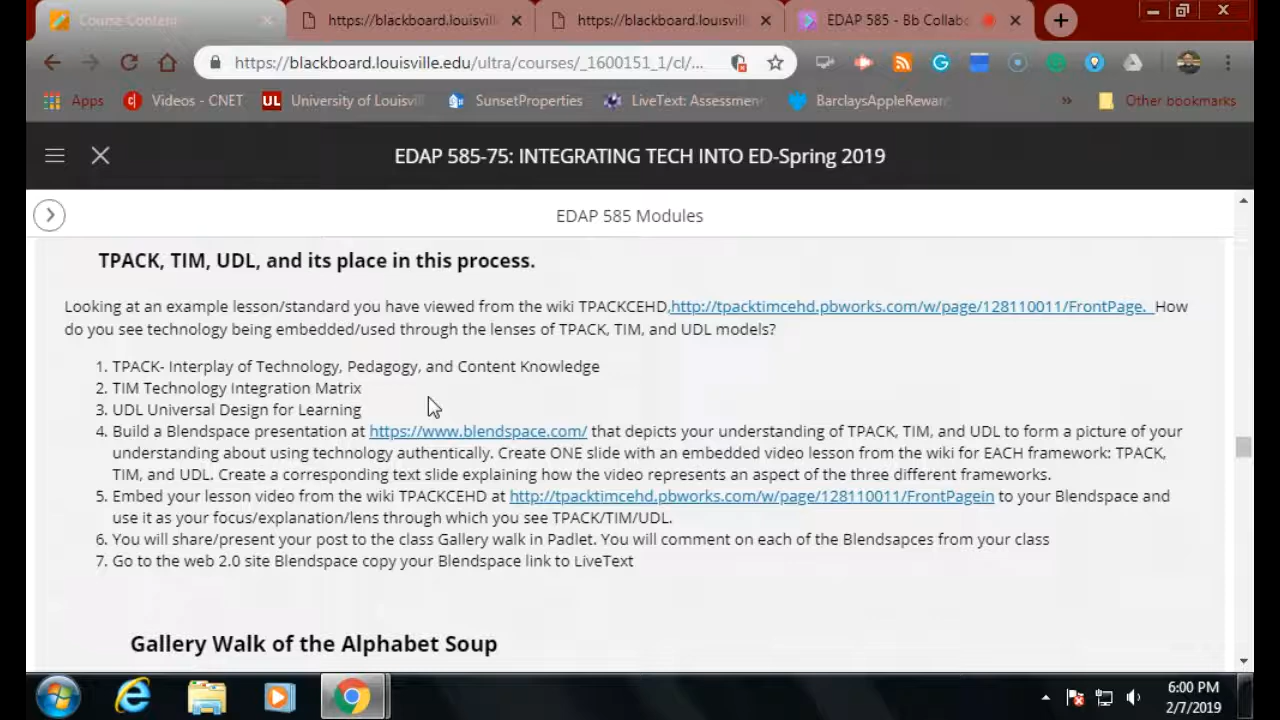 Course Content
https://blackboard.louisvill
https://blackboard.louisvill
EDAP 585 - Bb Collabo
https://blackboard.louisville.edu/ultra/courses/_1600151_1/cl/...
Apps
Videos - CNET
University of Louisvil
SunsetProperties
LiveText: Assessmen
BarclaysAppleRewar
»
Other bookmarks
EDAP 585-75: INTEGRATING TECH INTO ED-Spring 2019
EDAP 585 Modules
TPACK, TIM, UDL, and its place in this process.
Looking at an example lesson/standard you have viewed from the wiki TPACKCEHD,http://tpacktimcehd.pbworks.com/w/page/128110011/FrontPage. How
do you see technology being embedded/used through the lenses of TPACK, TIM, and UDL models?
1. TPACK- Interplay of Technology, Pedagogy, and Content Knowledge
2. TIM Technology Integration Matrix
3. UDL Universal Design for Learning
4. Build a Blendspace presentation at https://www.blendspace.com/ that depicts your understanding of TPACK, TIM, and UDL to form a picture of your
understanding about using technology authentically. Create ONE slide with an embedded video lesson from the wiki for EACH framework: TPACK,
TIM, and UDL. Create a corresponding text slide explaining how the video represents an aspect of the three different frameworks.
5. Embed your lesson video from the wiki TPACKCEHD at http://tpacktimcehd.pbworks.com/w/page/128110011/FrontPagein to your Blendspace and
use it as your focus/explanation/lens through which you see TPACK/TIM/UDL.
6. You will share/present your post to the class Gallery walk in Padlet. You will comment on each of the Blendsapces from your class
7. Go to the web 2.0 site Blendspace copy your Blendspace link to LiveText
Gallery Walk of the Alphabet Soup
6:00 PM
2/7/2019